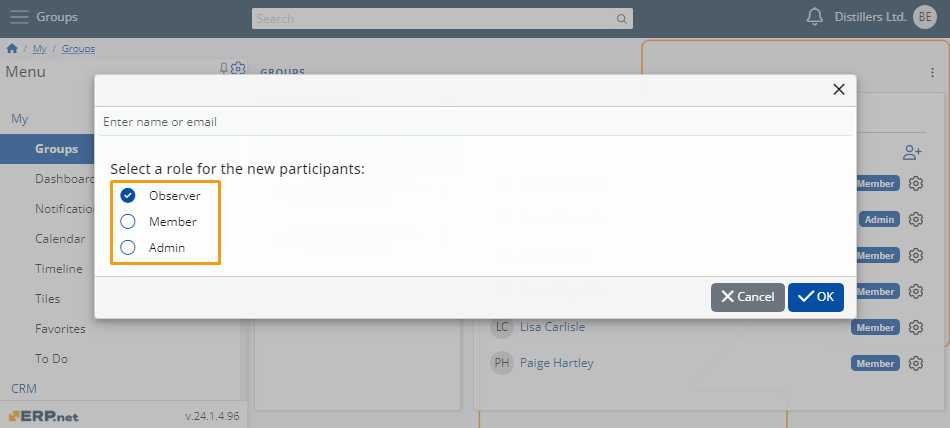 Groups
Search
Distillers Ltd.
BE
/ My / Groups
Menu
GROUPS
Enter name or email
My
Groups
Select a role for the new participants:
Dashboar
Observer
Member
Notificatio
Member
Admin
Calendar
Admin
Member
Timeline
Tiles
Cancel
OK
Member
Favorites
LC
Lisa Carlisle
Member
To Do
PH
Paige Hartley
Member
CRM
ERP.net
v.24.1.4.96